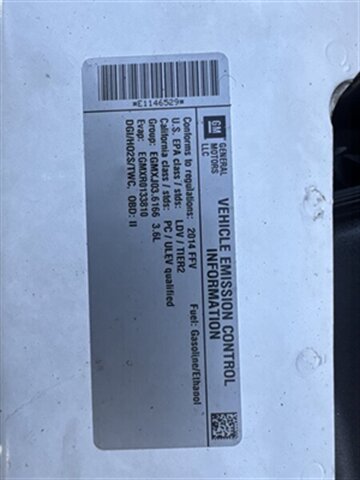 *E1146529*
GM
GENERAL
MOTORS
LLC
VEHICLE EMISSION CONTROL
INFORMATION
Conforms to regulations: 2014 FFV Fuel: Gasoline/Ethanol
U.S. EPA class / stds: LDV / TIER2
California class / stds: PC / ULEV qualified
Group: EGMXJ03.6166 3.6L
Evap: EGMXR0133810
DGI/HO2S/TWC, OBD: II